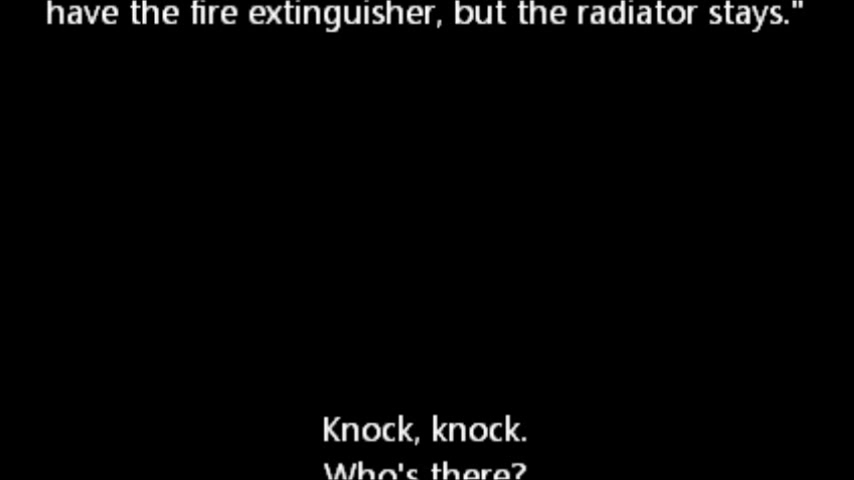 have the fire extinguisher, but the radiator stays."
Knock, knock.
Who's there?